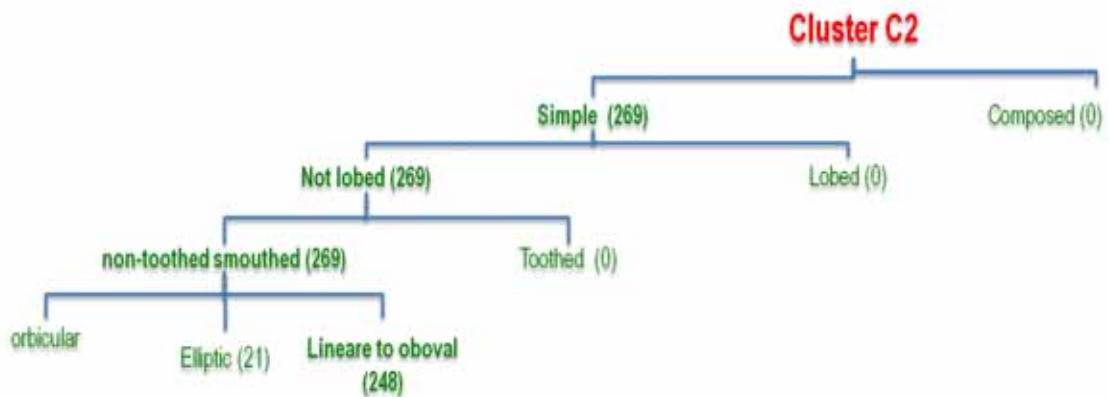 Cluster C2
Simple (269)
Composed (0)
Not lobed (269)
Lobed (0)
non-toothed smouthed (269)
Toothed (0)
orbicular
Elliptic (21)
Lineare to oboval
(248)